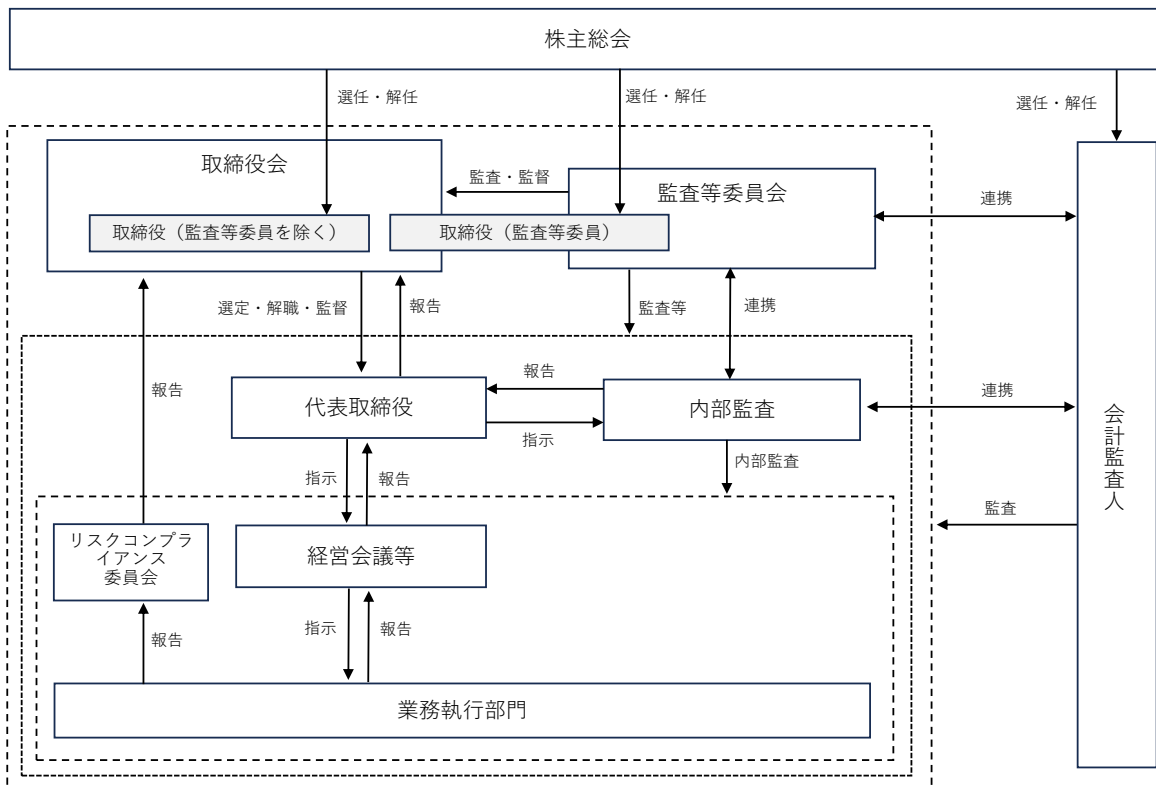 株主総会
選任・解任
選任・解任
選任・解任
取締役会
監査・監督
監査等委員会
連携
取締役（監査等委員を除く）
取締役（監査等委員）
選定・解職・監督
報告
監査等
連携
報告
代表取締役
報告
指示
内部監査
連携
会計監査人
指示
報告
内部監査
監査
リスクコンプラ
イアンス
委員会
経営会議等
報告
指示
報告
業務執行部門